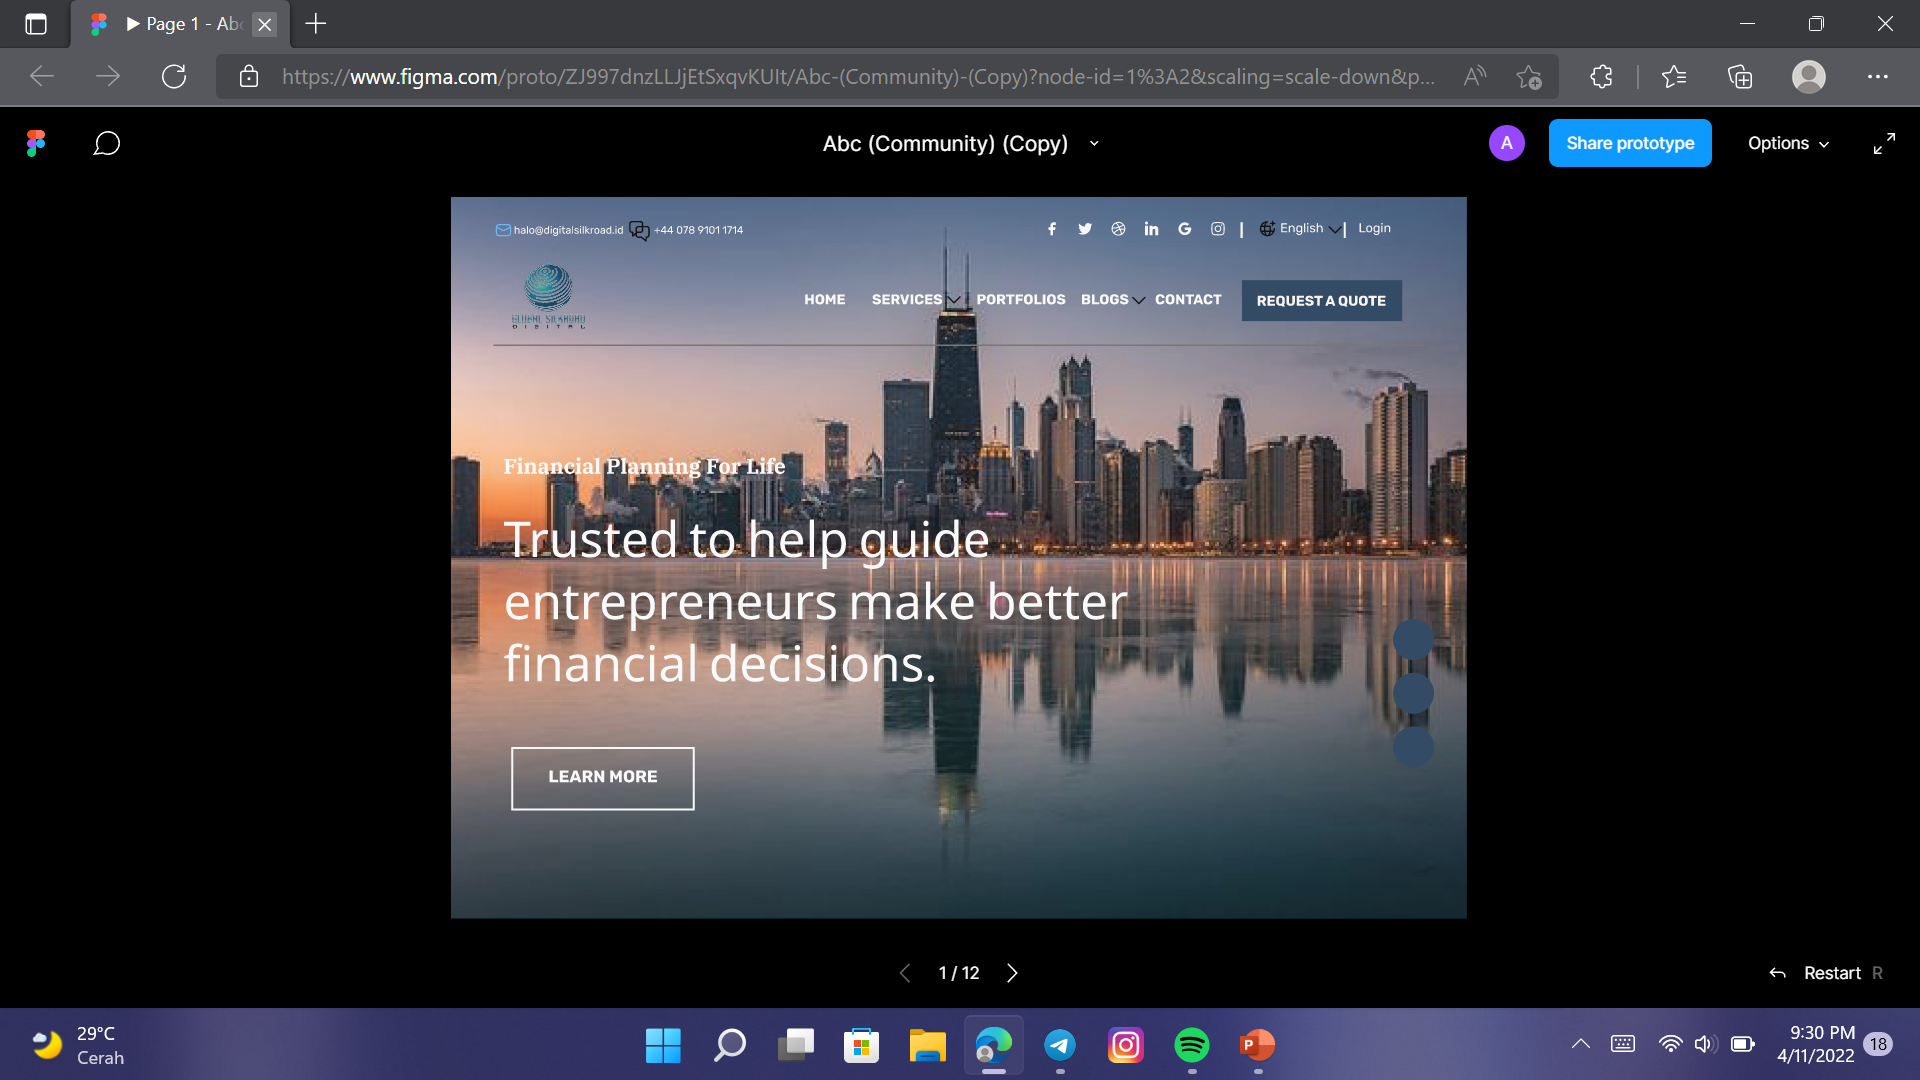 Page 1 - Abc
https://www.figma.com/proto/ZJ997dnzLLJjEtSxqvKUIt/Abc-(Community)-(Copy)?node-id=1%3A2&scaling=scale-down&p...
Abc (Community) (Copy)
A
Share prototype
Options
halo@digitalsilkroad.id
+44 078 9101 1714
English
Login
GLOBAL SILKROAD
DIGITAL
HOME
SERVICES
PORTFOLIOS
BLOGS
CONTACT
REQUEST A QUOTE
Financial Planning For Life
Trusted to help guide
entrepreneurs make better
financial decisions.
LEARN MORE
1 / 12
Restart R
29°C
Cerah
9:30 PM
4/11/2022
18